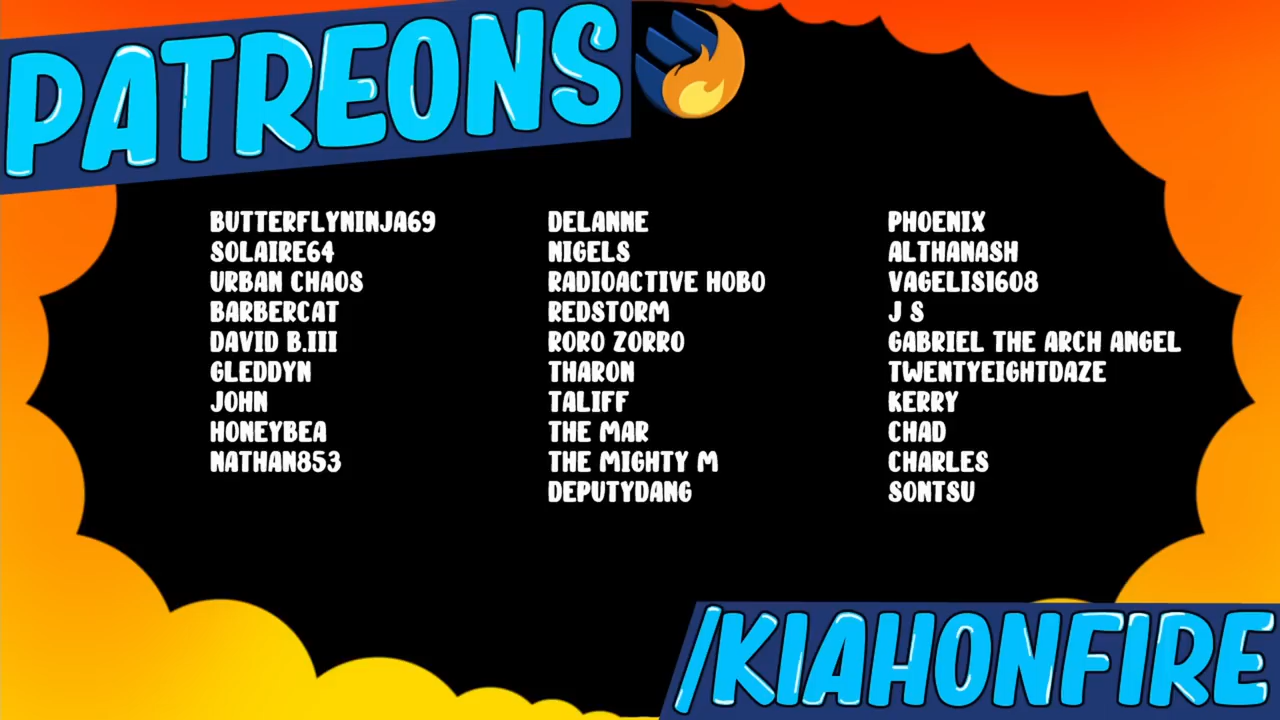 PATREONS
BUTTERFLYNINJA69
SOLAIRE64
URBAN CHAOS
BARBERCAT
DAVID B.III
GLEDDYN
JOHN
HONEYBEA
NATHAN853
DELANNE
NIGELS
RADIOACTIVE HOBO
REDSTORM
RORO ZORRO
THARON
TALIFF
THE MAR
THE MIGHTY M
DEPUTYDANG
PHOENIX
ALTHANASH
VAGELIS1608
J S
GABRIEL THE ARCH ANGEL
TWENTYEIGHTDAZE
KERRY
CHAD
CHARLES
SONTSU
/KIAHONFIRE